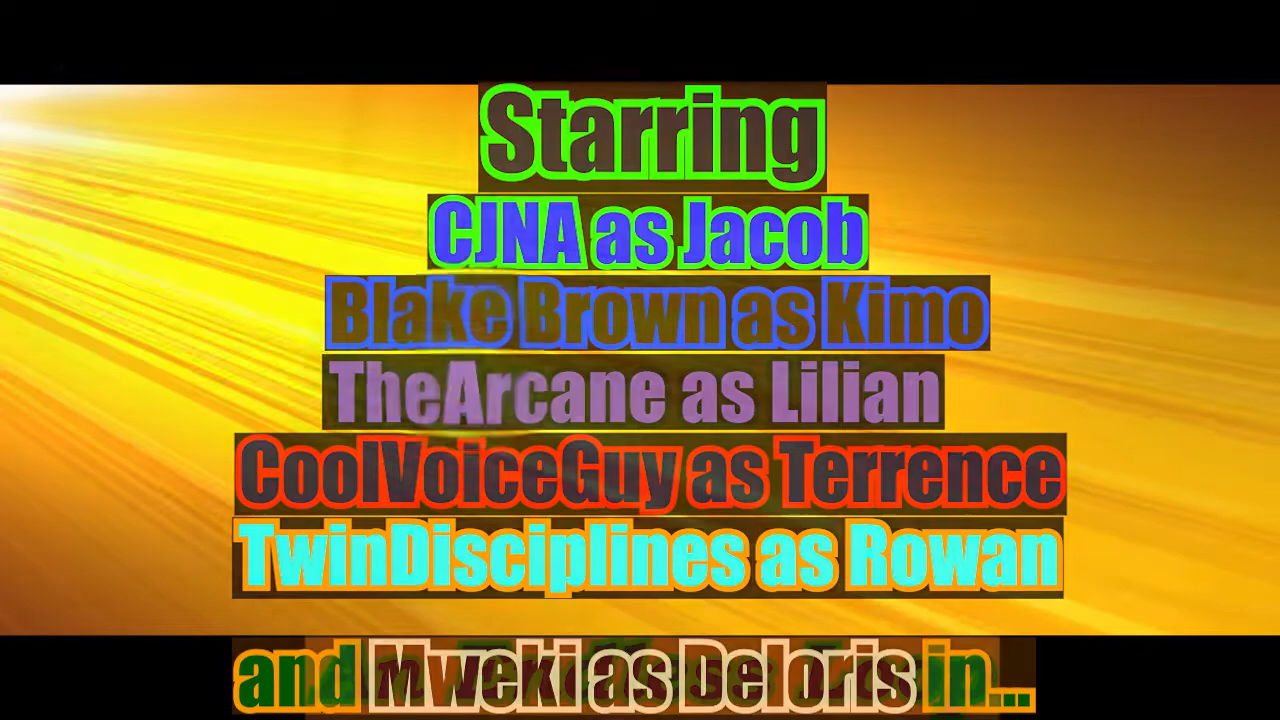 Starring
CJNA as Jacob
Blake Brown as Kimo
TheArcane as Lilian
CoolVoiceGuy as Terrence
TwinDisciplines as Rowan
and Mweki as Deloris in...